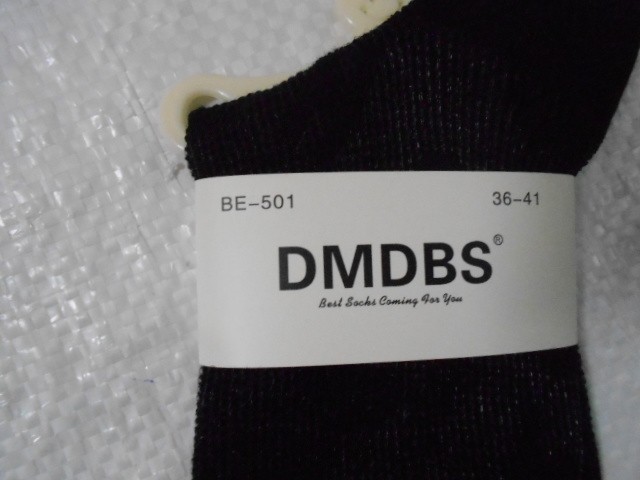 BE-501 36-41
DMDBS®
Best Socks Coming For You